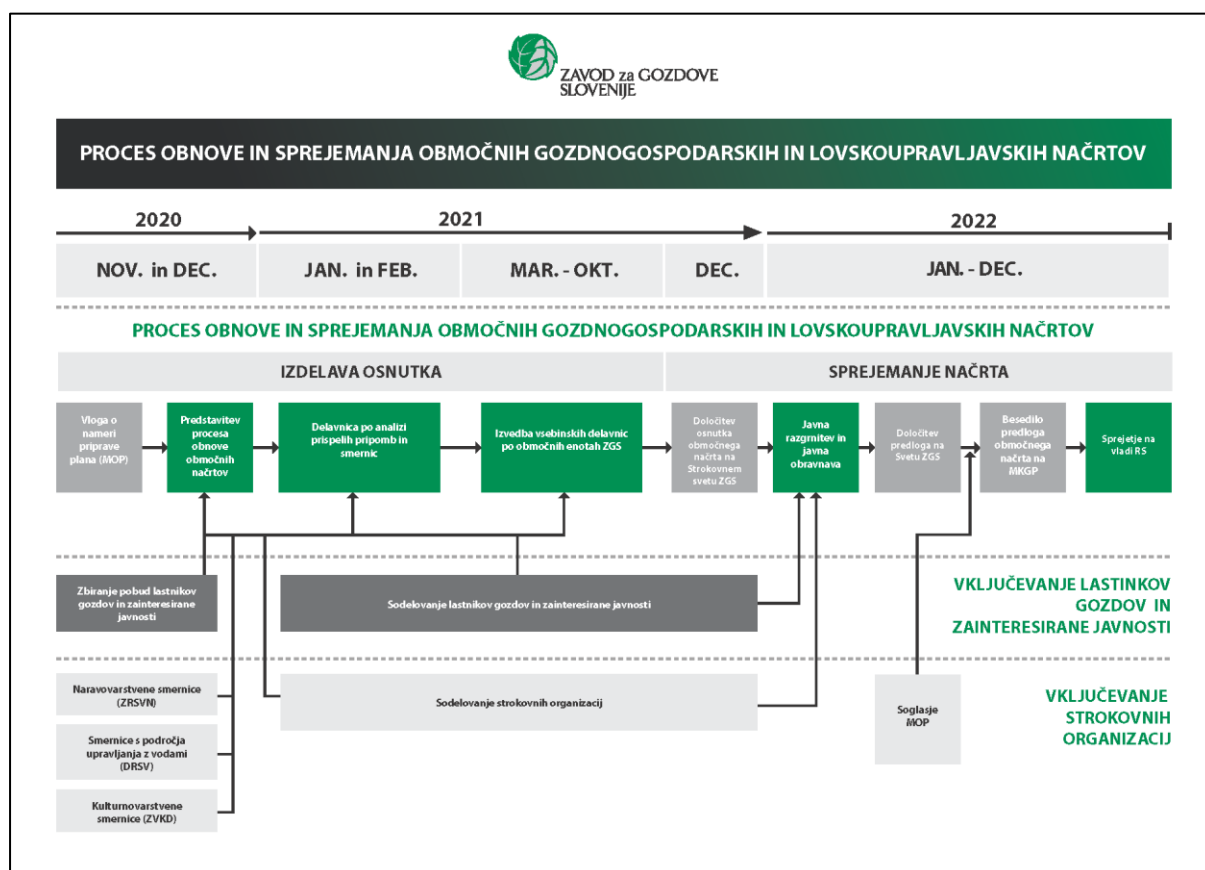 ZAVOD za GOZDOVE
SLOVENIJE
PROCES OBNOVE IN SPREJEMANJA OBMOČNIH GOZDNOGOSPODARSKIH IN LOVSKOUPRAVLJAVSKIH NAČRTOV
2020
2021
2022
NOV. in DEC.
JAN. in FEB.
MAR. - OKT.
DEC.
JAN. - DEC.
PROCES OBNOVE IN SPREJEMANJA OBMOČNIH GOZDNOGOSPODARSKIH IN LOVSKOUPRAVLJAVSKIH NAČRTOV
IZDELAVA OSNUTKA
SPREJEMANJE NAČRTA
Vloga o
nameri
priprave
plana (MOP)
Predstavitev
procesa
obnove
območnih
načrtov
Delavnica po analizi
prispelih pripomb in
smernic
Izvedba vsebinskih delavnic
po območnih enotah ZGS
Določitev
osnutka
območnega
načrta na
Strokovnem
svetu ZGS
Javna
razgrnitev in
javna
obravnava
Določitev
predloga na
Svetu ZGS
Besedilo
predloga
območnega
načrta na
MKGP
Sprejetje na
vladi RS
Zbiranje pobud lastnikov
gozdov in zainteresirane
javnosti
Sodelovanje lastnikov gozdov in zainteresirane javnosti
VKLJUČEVANJE LASTINKOV
GOZDOV IN
ZAINTERESIRANE JAVNOSTI
Naravovarstvene smernice
(ZRSVN)
Smernice s področja
upravljanja z vodami
(DRSV)
Kulturnovarstvene
smernice (ZVKD)
Sodelovanje strokovnih organizacij
Soglasje
MOP
VKLJUČEVANJE
STROKOVNIH
ORGANIZACIJ